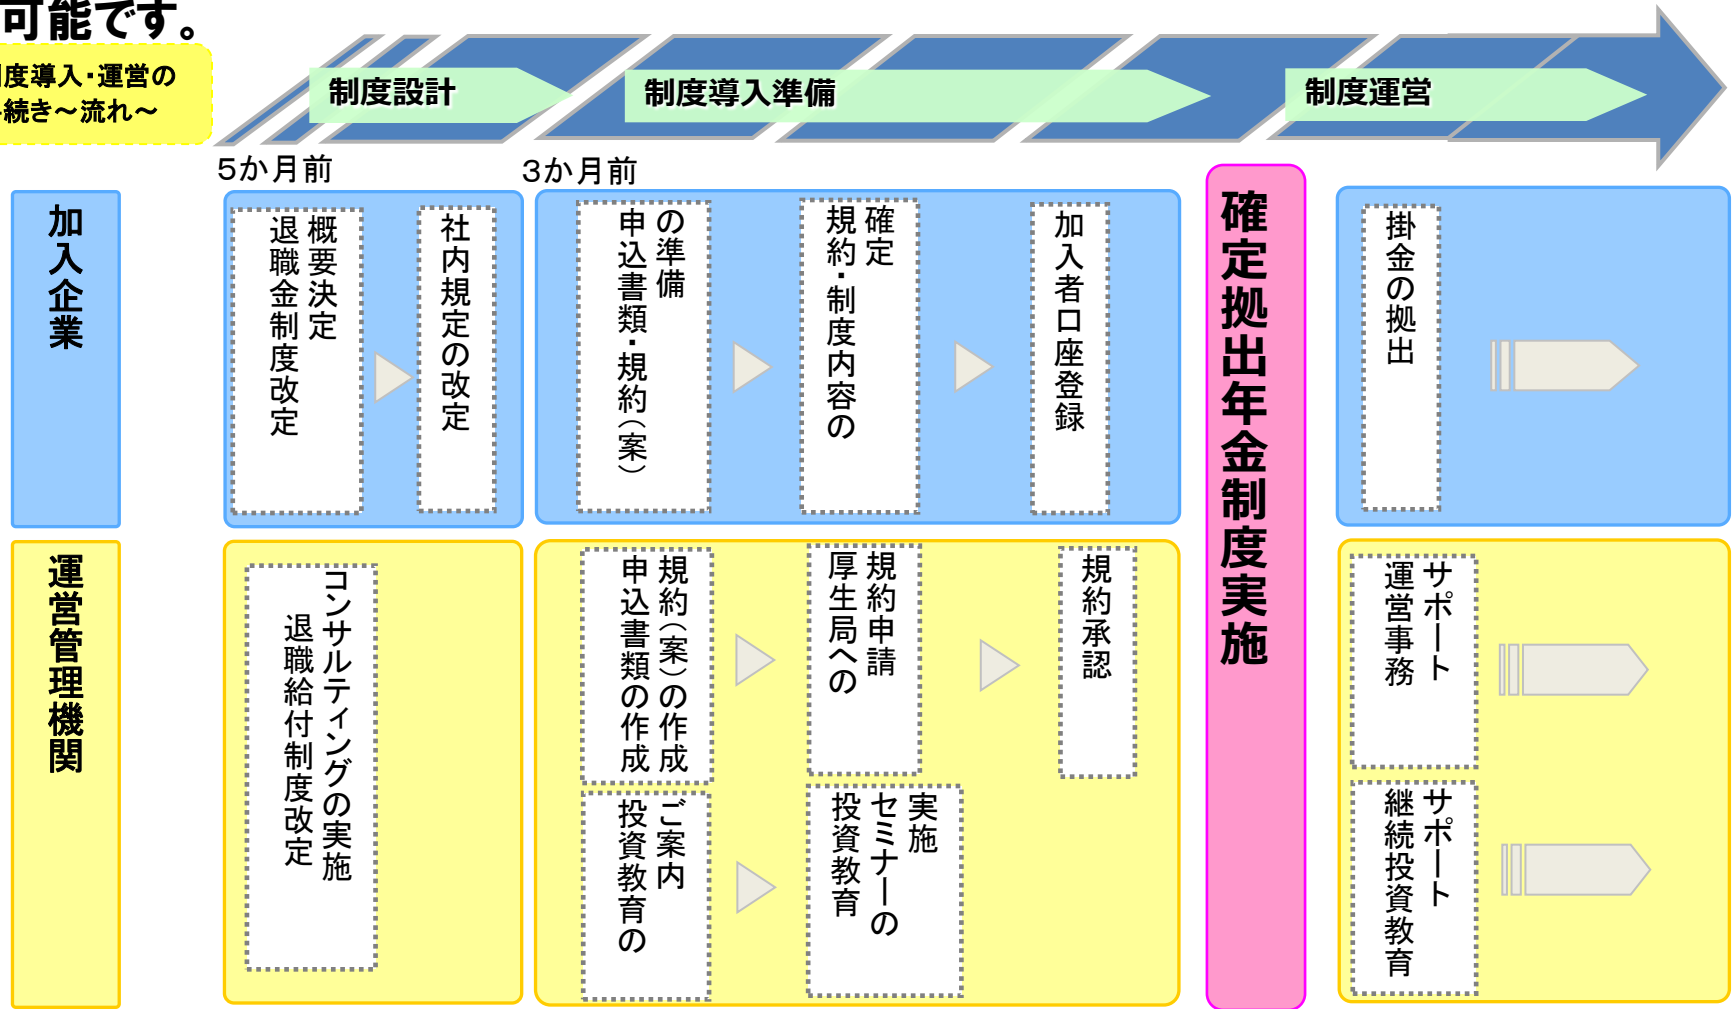 可能です。
度導入・運営の
続き～流れ～
制度設計
制度導入準備
制度運営
5か月前
3か月前
加入企業
退職金制度改定
概要決定
社内規定の改定
申込書類・規約（案）
の準備
規約・制度内容の
確定
加入者口座登録
確定拠出年金制度実施
掛金の拠出
運営管理機関
退職給付制度改定
コンサルティングの実施
申込書類の作成
規約（案）の作成
厚生局への
規約申請
規約承認
投資教育の
ご案内
投資教育
セミナーの
実施
運営事務
サポート
継続投資教育
サポート